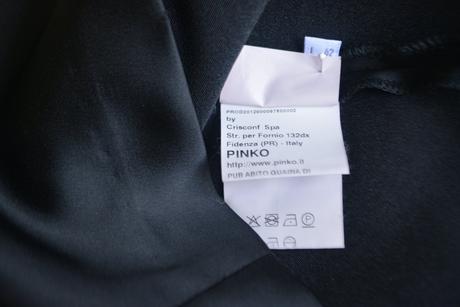 I 42
by
Crisconf Spa
Str. per Fornio 132dx
Fidenza (PR) - Italy
PINKO
http://www.pinko.it
PUB ABITO GUAINA DI